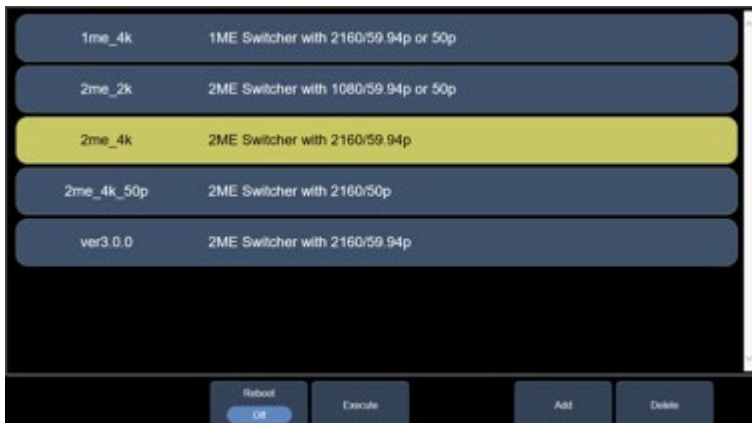 1me_4k 1ME Switcher with 2160/59.94p or 50p
2me_2k 2ME Switcher with 1080/59.94p or 50p
2me_4k 2ME Switcher with 2160/59.94p
2me_4k_50p 2ME Switcher with 2160/50p
ver3.0.0 2ME Switcher with 2160/59.94p
Reboot
Off
Execute
Add
Delete